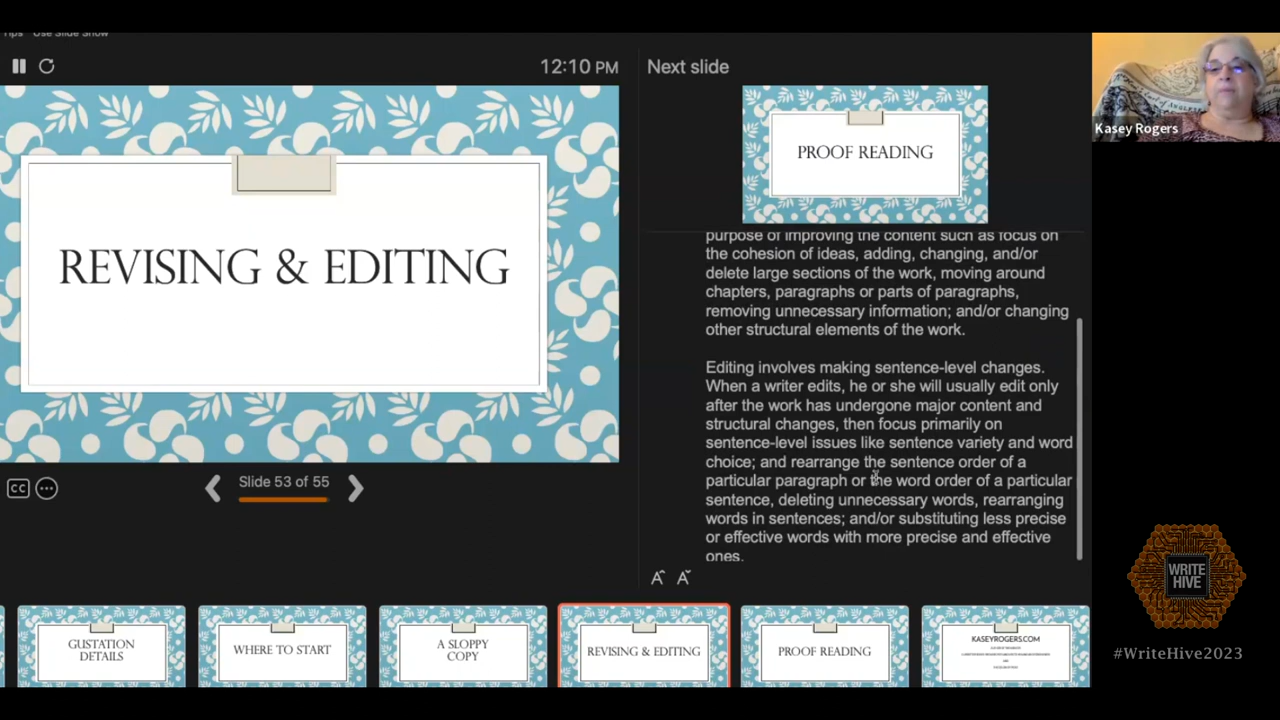 Tips Use Slide Show
12:10 PM
Next slide
REVISING & EDITING
PROOF READING
Kasey Rogers
purpose of improving the content such as focus on
the cohesion of ideas, adding, changing, and/or
delete large sections of the work, moving around
chapters, paragraphs or parts of paragraphs,
removing unnecessary information; and/or changing
other structural elements of the work.
Editing involves making sentence-level changes.
When a writer edits, he or she will usually edit only
after the work has undergone major content and
structural changes, then focus primarily on
sentence-level issues like sentence variety and word
choice; and rearrange the sentence order of a
particular paragraph or the word order of a particular
sentence, deleting unnecessary words, rearranging
words in sentences; and/or substituting less precise
or effective words with more precise and effective
ones.
CC
Slide 53 of 55
A A
GUSTATION
DETAILS
WHERE TO START
A SLOPPY
COPY
REVISING & EDITING
PROOF READING
KASEYROGERS.COM
WRITE
HIVE
#WriteHive2023